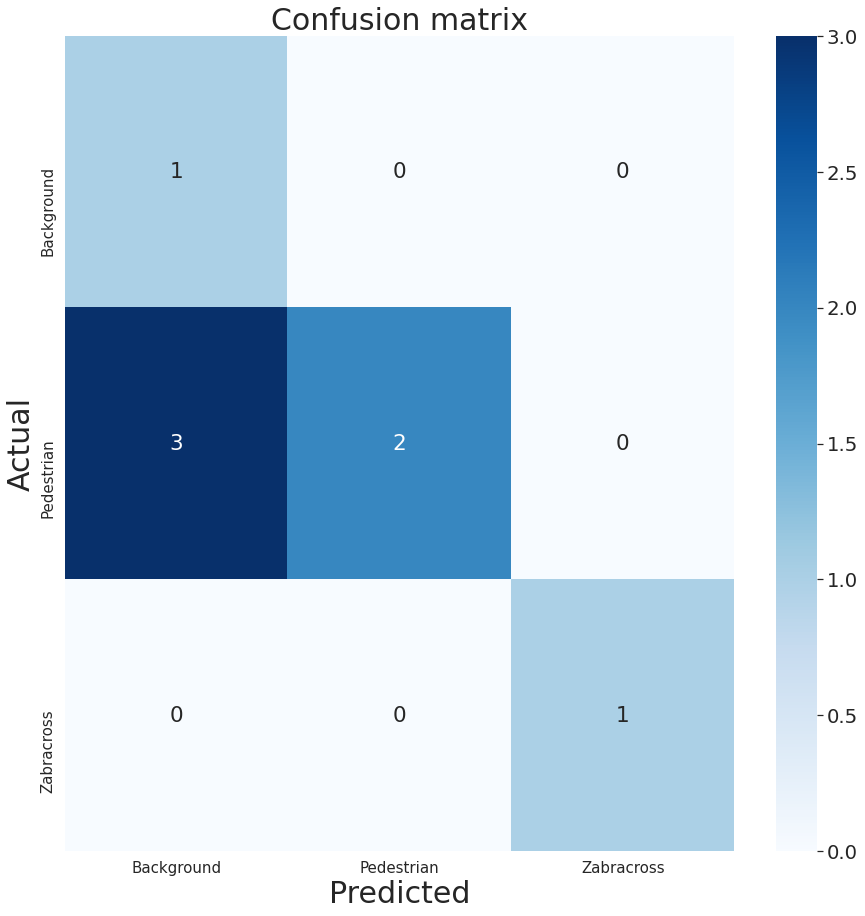 Confusion matrix
Background
1 0 0
Pedestrian
3 2 0
Zabracross
0 0 1
Actual
Background Pedestrian Zabracross
Predicted
3.0
2.5
2.0
1.5
1.0
0.5
0.0